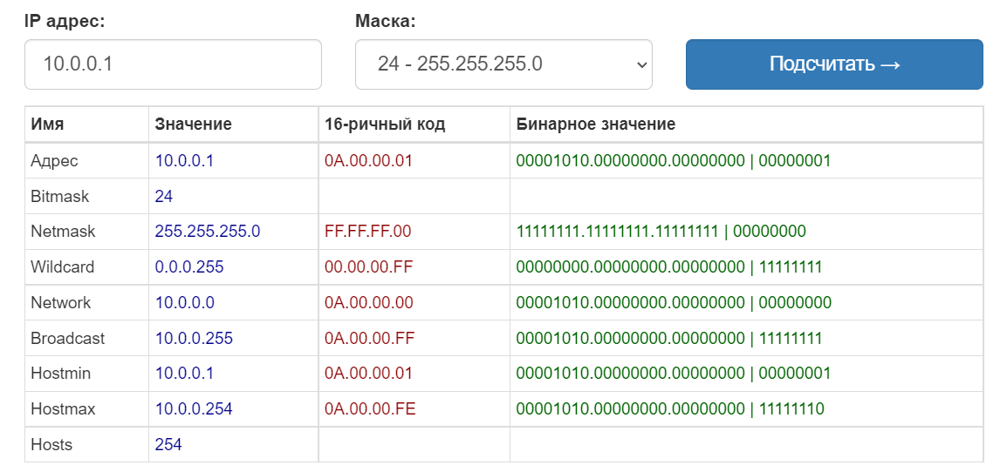 IP адрес: Маска:
10.0.0.1 24 - 255.255.255.0 Подсчитать →
Имя Значение 16-ричный код Бинарное значение
Адрес 10.0.0.1 0A.00.00.01 00001010.00000000.00000000 | 00000001
Bitmask 24
Netmask 255.255.255.0 FF.FF.FF.00 11111111.11111111.11111111 | 00000000
Wildcard 0.0.0.255 00.00.00.FF 00000000.00000000.00000000 | 11111111
Network 10.0.0.0 0A.00.00.00 00001010.00000000.00000000 | 00000000
Broadcast 10.0.0.255 0A.00.00.FF 00001010.00000000.00000000 | 11111111
Hostmin 10.0.0.1 0A.00.00.01 00001010.00000000.00000000 | 00000001
Hostmax 10.0.0.254 0A.00.00.FE 00001010.00000000.00000000 | 11111110
Hosts 254